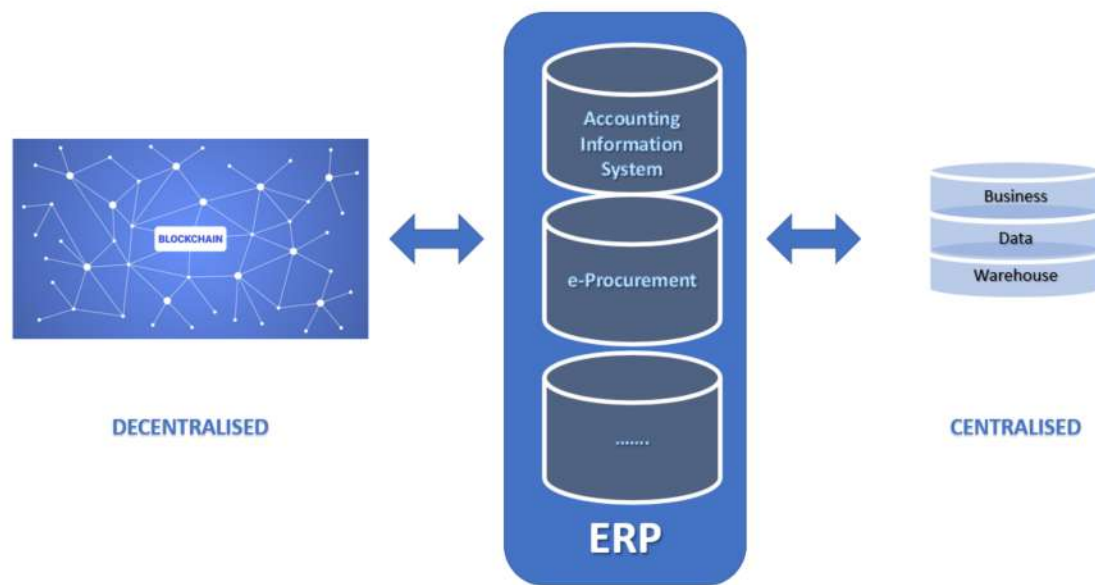 BLOCKCHAIN
DECENTRALISED
Accounting
Information
System
e-Procurement
.......
ERP
Business
Data
Warehouse
CENTRALISED